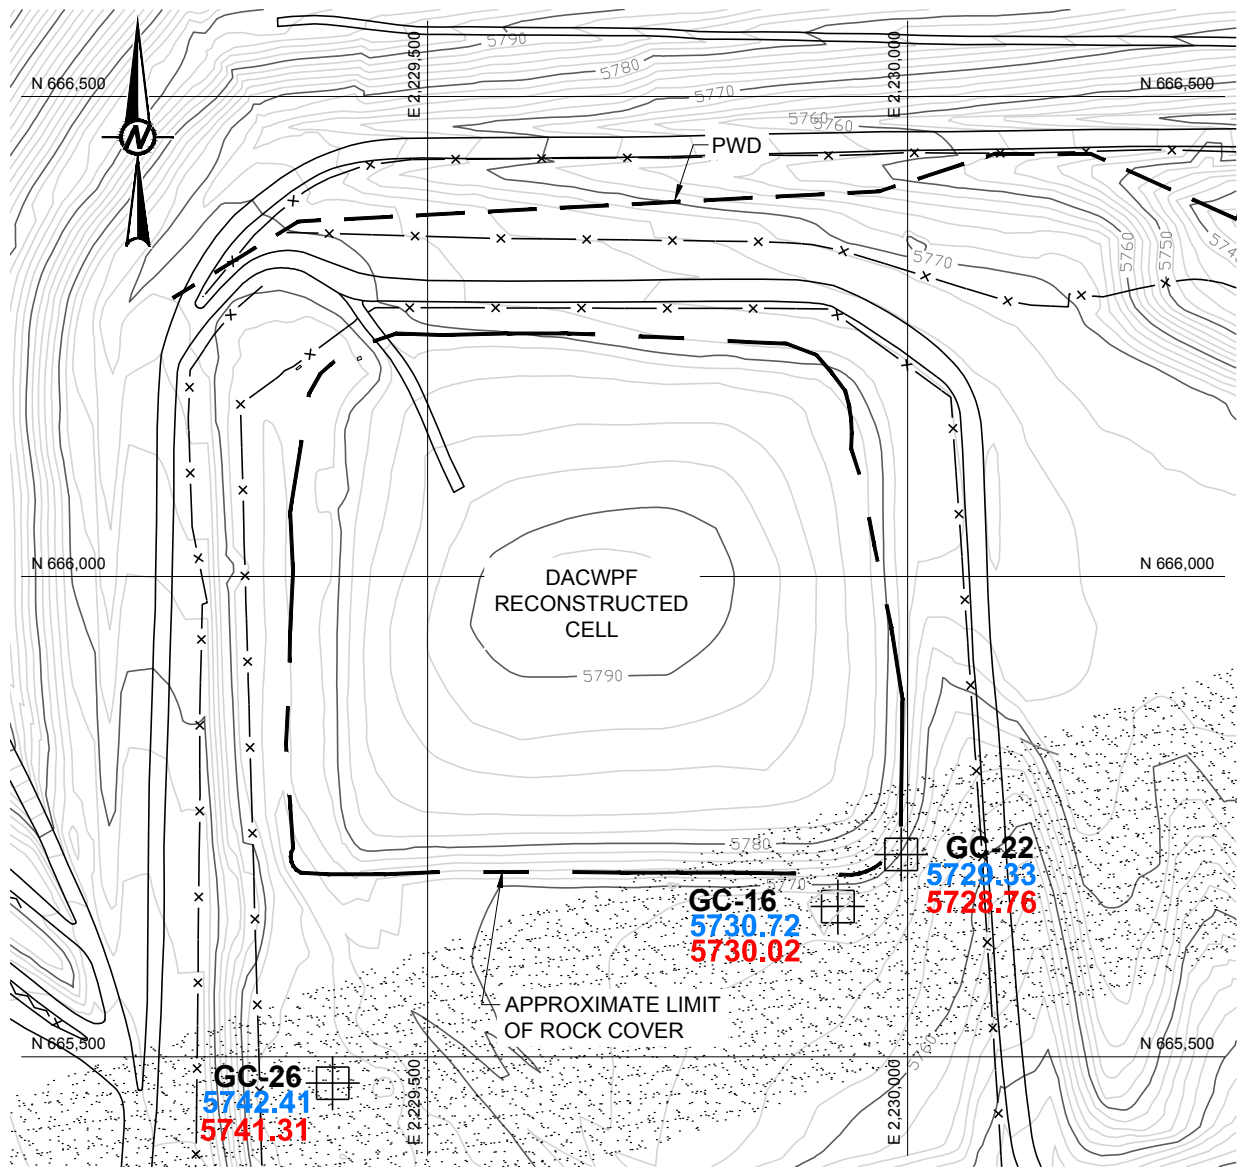 5790
5780
5770
5760
5760
E 2,229,500
E 2,230,000
N 666,500
N 666,500
N
PWD
5770
5760
5750
N 666,000
N 666,000
DACWPF
RECONSTRUCTED
CELL
5790
5780
5770
GC-22
5729.33
5728.76
GC-16
5730.72
5730.02
APPROXIMATE LIMIT
OF ROCK COVER
5760
N 665,500
N 665,500
GC-26
5742.41
5741.31
E 2,229,500
E 2,230,000